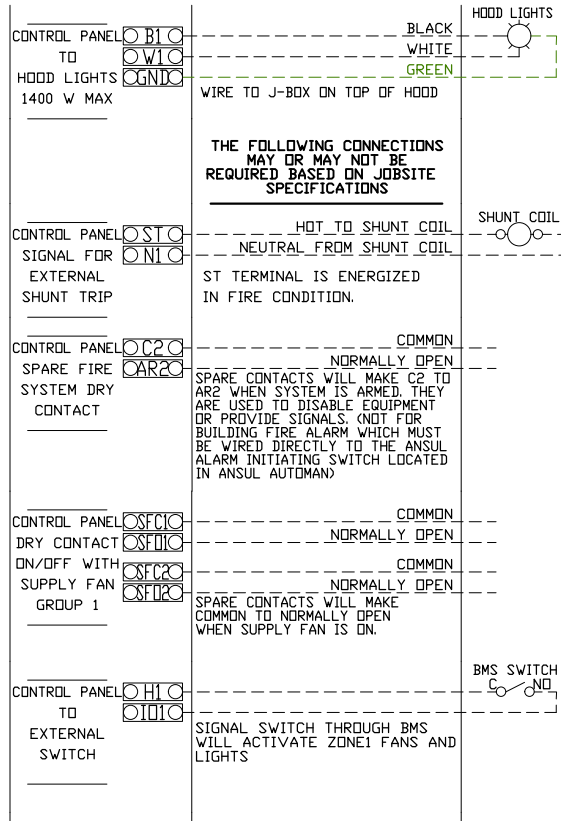 HOOD LIGHTS
CONTROL PANEL B1 BLACK
TO W1 WHITE
HOOD LIGHTS GND GREEN
1400 W MAX
WIRE TO J-BOX ON TOP OF HOOD
THE FOLLOWING CONNECTIONS
MAY OR MAY NOT BE
REQUIRED BASED ON JOBSITE
SPECIFICATIONS
SHUNT COIL
CONTROL PANEL ST HOT TO SHUNT COIL
SIGNAL FOR N1 NEUTRAL FROM SHUNT COIL
EXTERNAL
SHUNT TRIP
ST TERMINAL IS ENERGIZED
IN FIRE CONDITION.
CONTROL PANEL C2 COMMON
SPARE FIRE AR2 NORMALLY OPEN
SYSTEM DRY
CONTACT
SPARE CONTACTS WILL MAKE C2 TO
AR2 WHEN SYSTEM IS ARMED. THEY
ARE USED TO DISABLE EQUIPMENT
OR PROVIDE SIGNALS. (NOT FOR
BUILDING FIRE ALARM WHICH MUST
BE WIRED DIRECTLY TO THE ANSUL
ALARM INITIATING SWITCH LOCATED
IN ANSUL AUTOMAN)
CONTROL PANEL SFC1 COMMON
DRY CONTACT SFO1 NORMALLY OPEN
ON/OFF WITH SFC2 COMMON
SUPPLY FAN SFO2 NORMALLY OPEN
GROUP 1
SPARE CONTACTS WILL MAKE
COMMON TO NORMALLY OPEN
WHEN SUPPLY FAN IS ON.
BMS SWITCH
C NO
CONTROL PANEL H1
TO IO1
EXTERNAL
SWITCH
SIGNAL SWITCH THROUGH BMS
WILL ACTIVATE ZONE1 FANS AND
LIGHTS